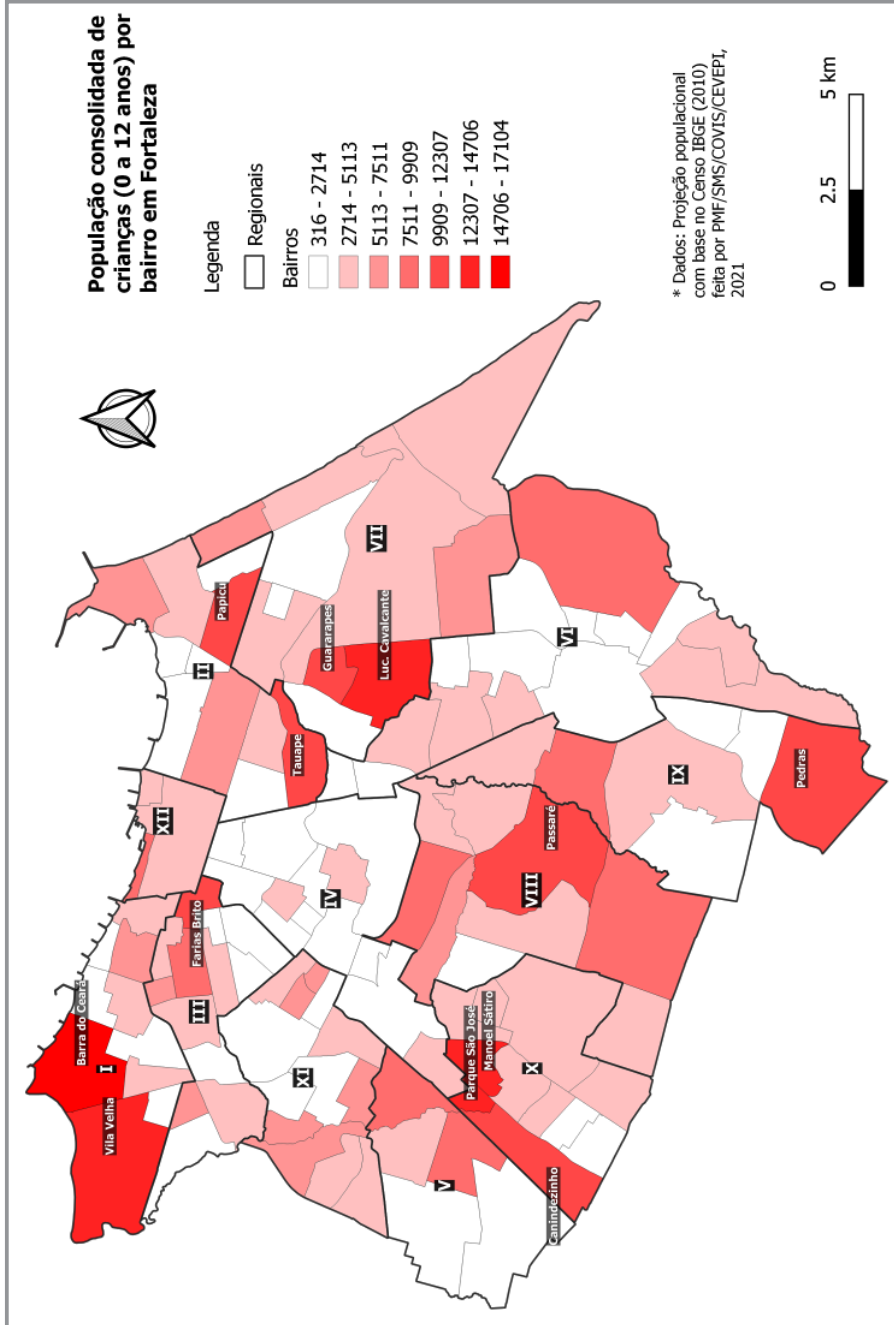 População consolidada de
crianças (0 a 12 anos) por
bairro em Fortaleza
Legenda
Regionais
Bairros
316 - 2714
2714 - 5113
5113 - 7511
7511 - 9909
9909 - 12307
12307 - 14706
14706 - 17104
* Dados: Projeção populacional
com base no Censo IBGE (2010)
feita por PMF/SMS/COVIS/CEVEPI,
2021
0 2.5 5 km
Barra do Ceará
I
Vila Velha
Farias Brito
III
XII
II
Papicu
Tauape
Guararapes
Luc. Cavalcante
VII
IV
XI
V
Parque São José
Manoel Sátiro
X
Canindezinho
VIII
Passaré
VI
IX
Pedras